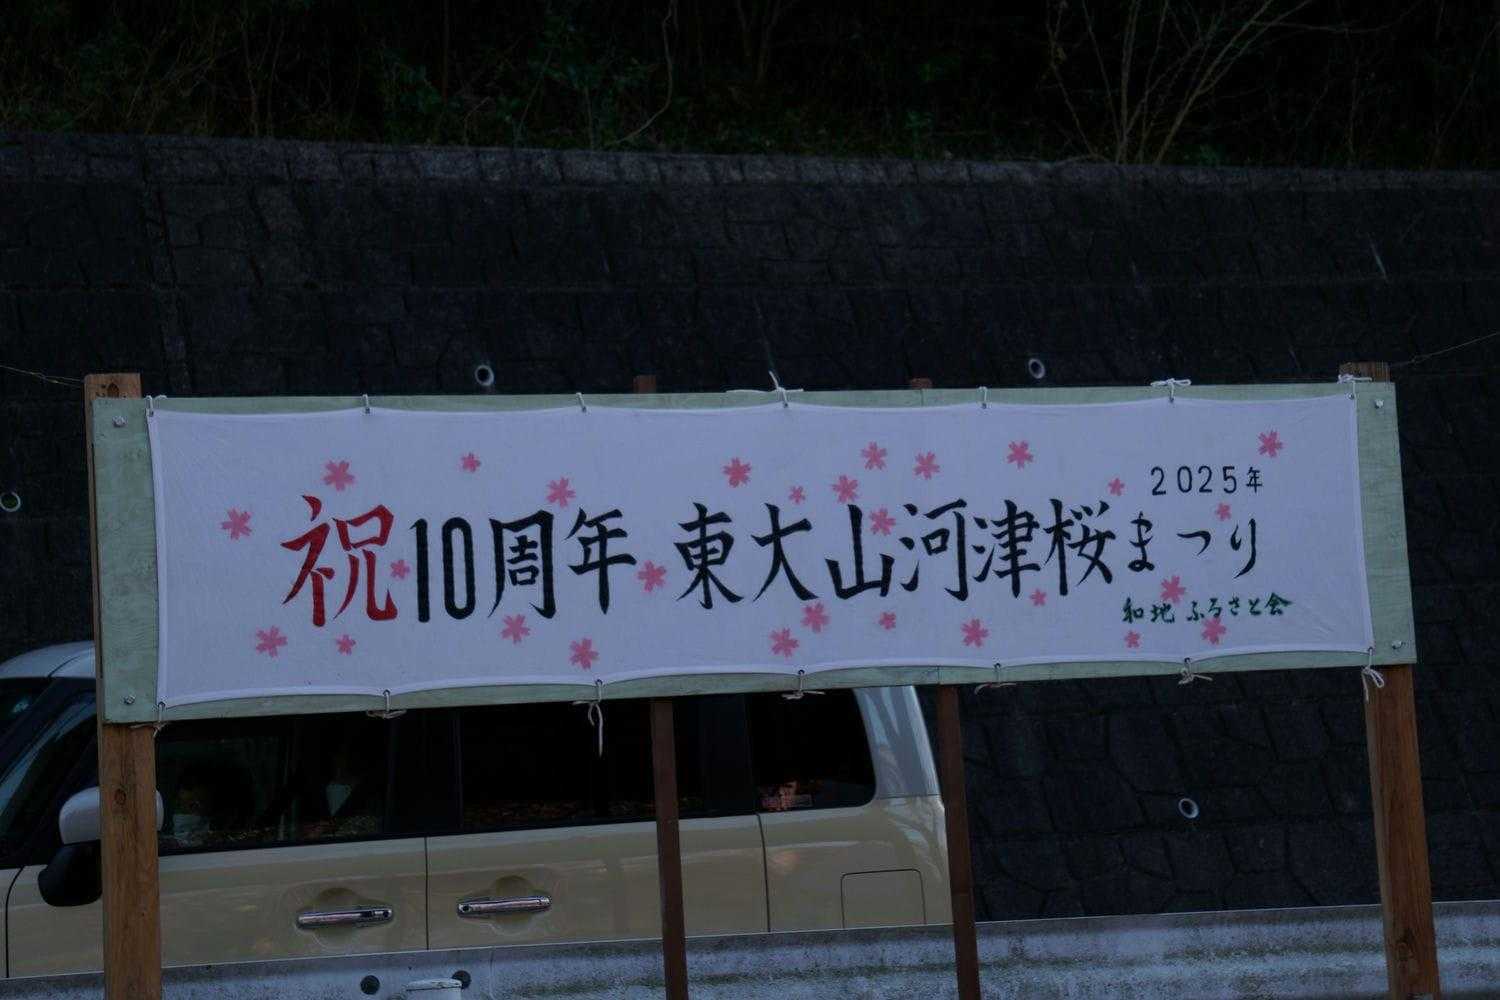 2025年
祝10周年 東大山河津桜まつり
和地 ふるさと会